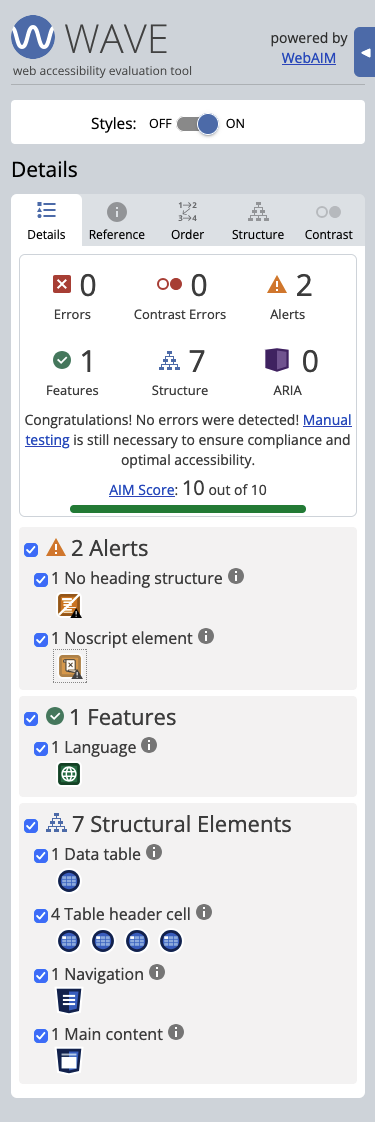 WAVE
web accessibility evaluation tool
powered by
WebAIM
Styles: OFF ON
Details
Details Reference Order Structure Contrast
0 0 2
Errors Contrast Errors Alerts
1 7 0
Features Structure ARIA
Congratulations! No errors were detected! Manual
testing is still necessary to ensure compliance and
optimal accessibility.
AIM Score: 10 out of 10
2 Alerts
1 No heading structure
1 Noscript element
1 Features
1 Language
7 Structural Elements
1 Data table
4 Table header cell
1 Navigation
1 Main content